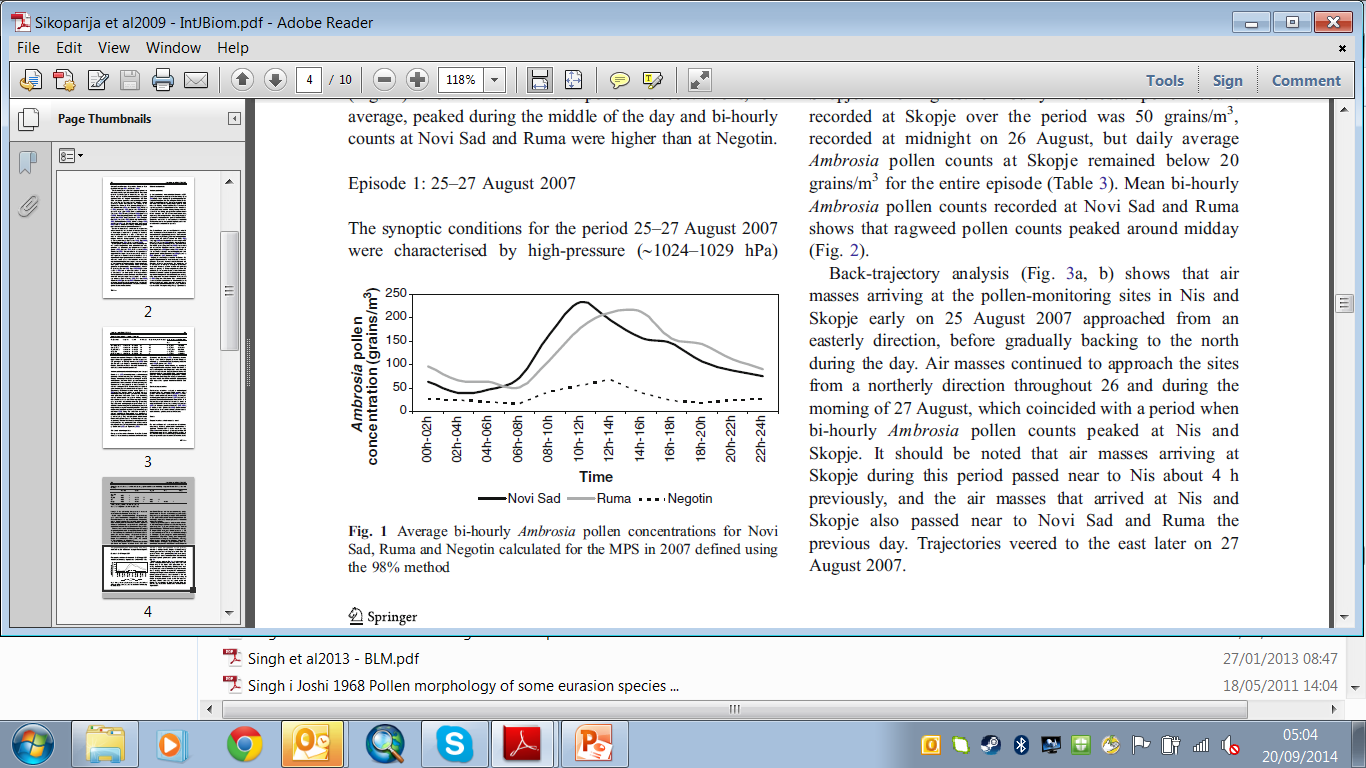 Sikoparija et al2009 - IntJBiom.pdf - Adobe Reader
File Edit View Window Help
4 / 10 118% Tools Sign Comment
Page Thumbnails
2
3
4
average, peaked during the middle of the day and bi-hourly
counts at Novi Sad and Ruma were higher than at Negotin.
Episode 1: 25–27 August 2007
The synoptic conditions for the period 25–27 August 2007
were characterised by high-pressure (~1024–1029 hPa)
Ambrosia pollen
concentration (grains/m³)
250
200
150
100
50
0
00h-02h
02h-04h
04h-06h
06h-08h
08h-10h
10h-12h
12h-14h
14h-16h
16h-18h
18h-20h
20h-22h
22h-24h
Time
Novi Sad Ruma Negotin
Fig. 1 Average bi-hourly Ambrosia pollen concentrations for Novi
Sad, Ruma and Negotin calculated for the MPS in 2007 defined using
the 98% method
Springer
recorded at Skopje over the period was 50 grains/m³,
recorded at midnight on 26 August, but daily average
Ambrosia pollen counts at Skopje remained below 20
grains/m³ for the entire episode (Table 3). Mean bi-hourly
Ambrosia pollen counts recorded at Novi Sad and Ruma
shows that ragweed pollen counts peaked around midday
(Fig. 2).
Back-trajectory analysis (Fig. 3a, b) shows that air
masses arriving at the pollen-monitoring sites in Nis and
Skopje early on 25 August 2007 approached from an
easterly direction, before gradually backing to the north
during the day. Air masses continued to approach the sites
from a northerly direction throughout 26 and during the
morning of 27 August, which coincided with a period when
bi-hourly Ambrosia pollen counts peaked at Nis and
Skopje. It should be noted that air masses arriving at
Skopje during this period passed near to Nis about 4 h
previously, and the air masses that arrived at Nis and
Skopje also passed near to Novi Sad and Ruma the
previous day. Trajectories veered to the east later on 27
August 2007.
Singh et al2013 - BLM.pdf 27/01/2013 08:47
Singh i Joshi 1968 Pollen morphology of some eurasion species ... 18/05/2011 14:04
05:04
20/09/2014